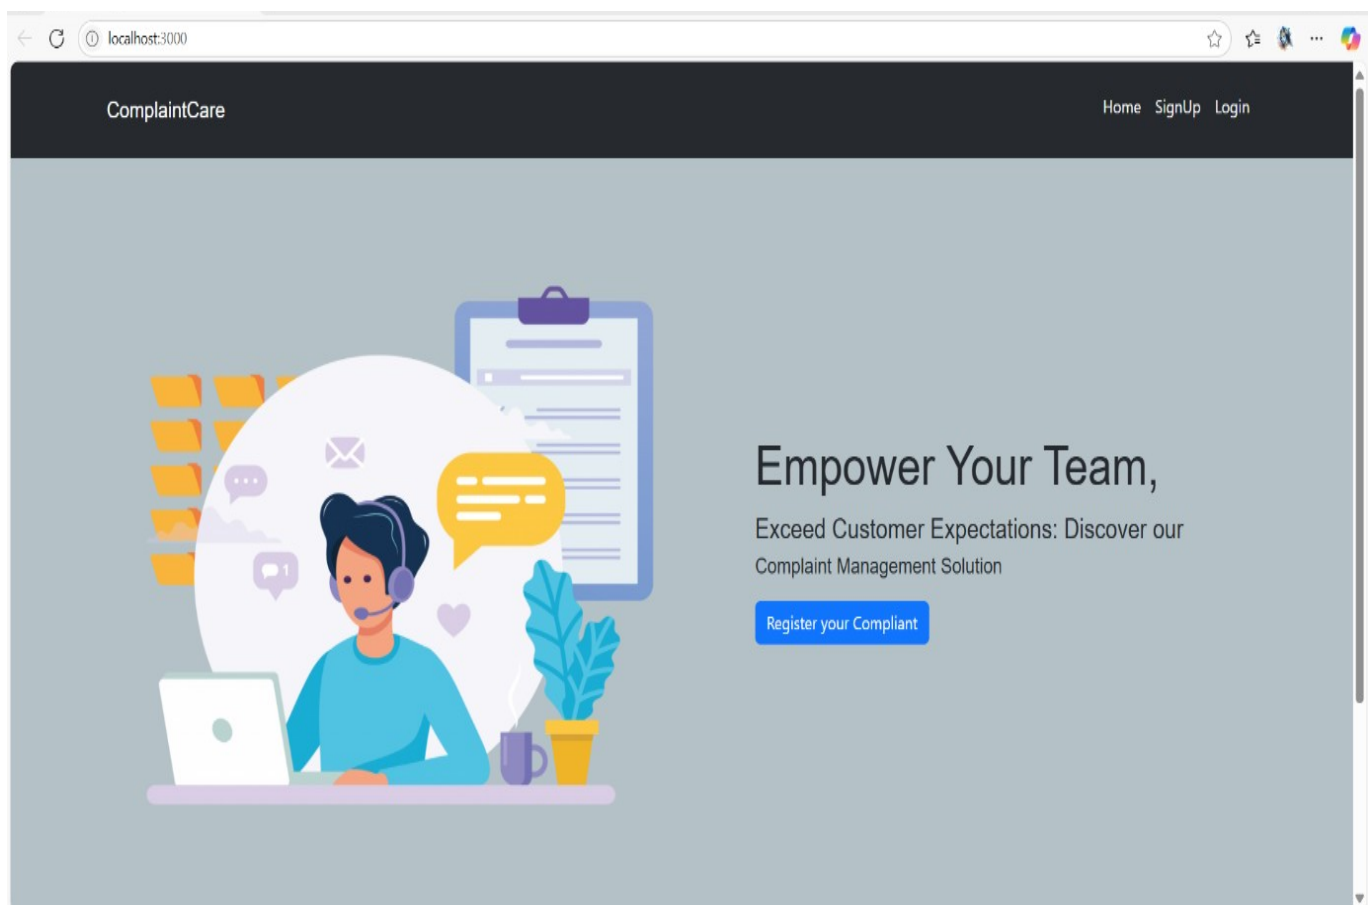 localhost:3000
ComplaintCare
Home SignUp Login
1
Empower Your Team,
Exceed Customer Expectations: Discover our
Complaint Management Solution
Register your Compliant